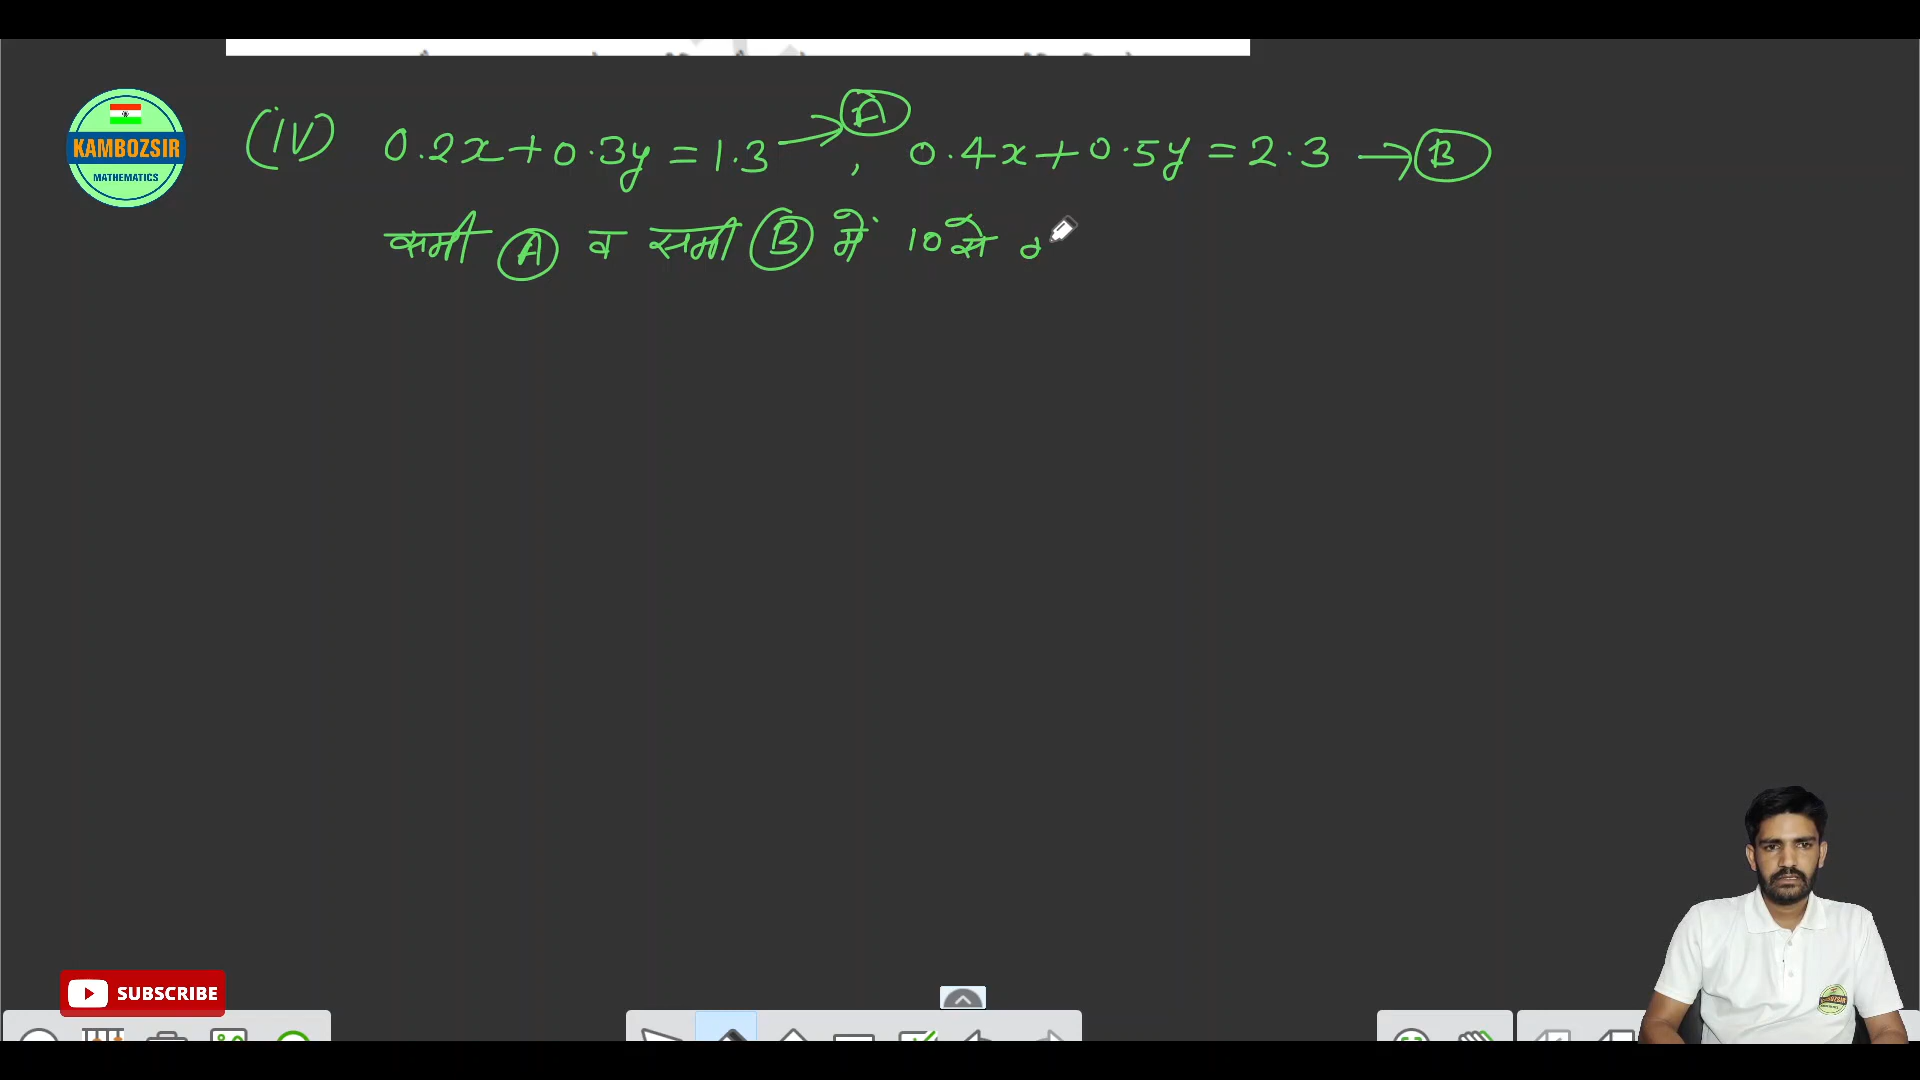 KAMBOZSIR
MATHEMATICS
(iv) 0.2x+0.3y=1.3 → A , 0.4x+0.5y=2.3 → B
समी A व समी B में 10 से
SUBSCRIBE